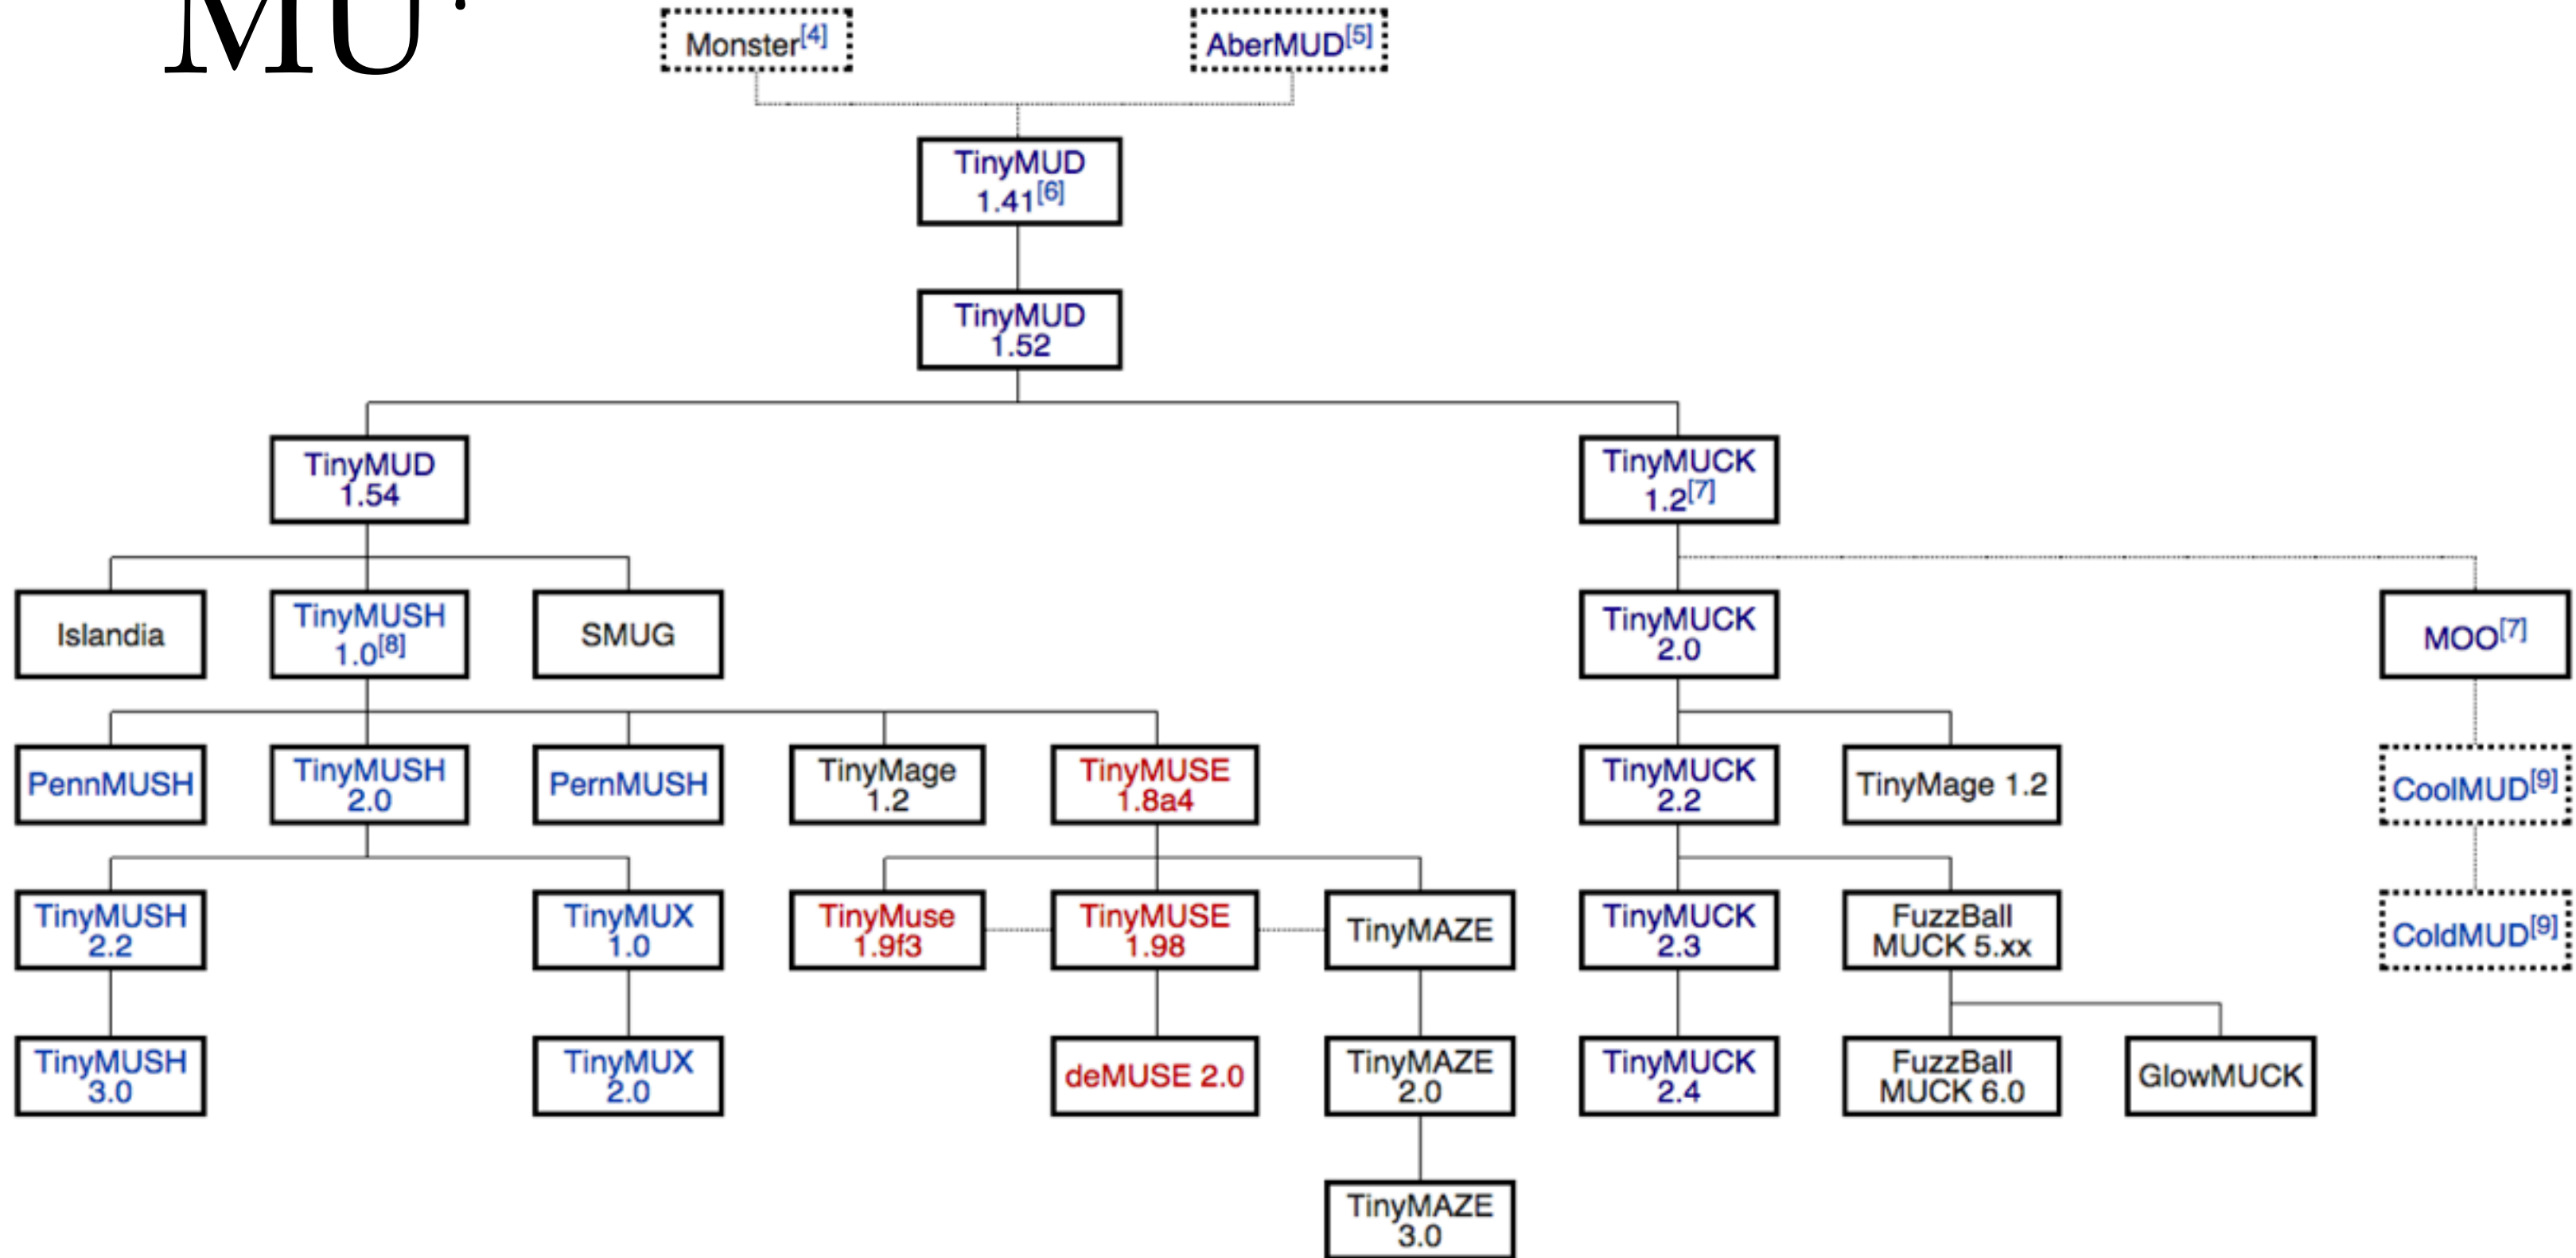 MU*
Monster[4]
AberMUD[5]
TinyMUD
1.41[6]
TinyMUD
1.52
TinyMUD
1.54
TinyMUCK
1.2[7]
Islandia
TinyMUSH
1.0[8]
SMUG
TinyMUCK
2.0
MOO[7]
PennMUSH
TinyMUSH
2.0
PernMUSH
TinyMage
1.2
TinyMUSE
1.8a4
TinyMUCK
2.2
TinyMage 1.2
CoolMUD[9]
TinyMUSH
2.2
TinyMUX
1.0
TinyMuse
1.9f3
TinyMUSE
1.98
TinyMAZE
TinyMUCK
2.3
FuzzBall
MUCK 5.xx
ColdMUD[9]
TinyMUSH
3.0
TinyMUX
2.0
deMUSE 2.0
TinyMAZE
2.0
TinyMUCK
2.4
FuzzBall
MUCK 6.0
GlowMUCK
TinyMAZE
3.0